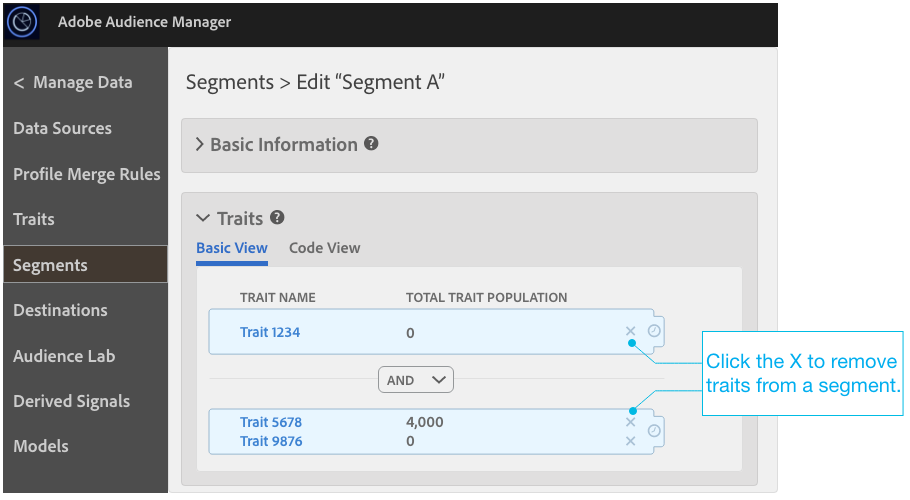 Adobe Audience Manager
< Manage Data
Data Sources
Profile Merge Rules
Traits
Segments
Destinations
Audience Lab
Derived Signals
Models
Segments > Edit “Segment A”
Basic Information ?
Traits ?
Basic View Code View
TRAIT NAME TOTAL TRAIT POPULATION
Trait 1234 0
AND
Trait 5678 4,000
Trait 9876 0
Click the X to remove
traits from a segment.